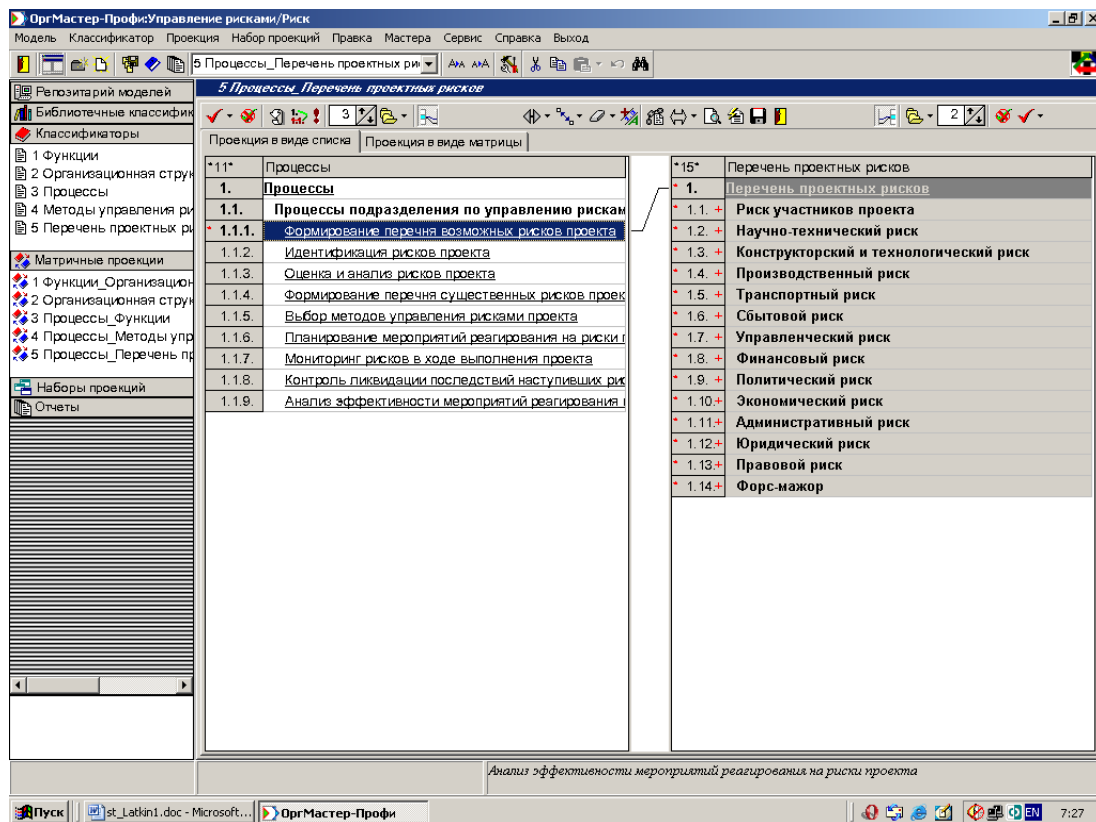 ОргМастер-Профи:Управление рисками/Риск
Модель Классификатор Проекция Набор проекций Правка Мастера Сервис Справка Выход
5 Процессы_Перечень проектных ри
Репозитарий моделей
Библиотечные классифик
Классификаторы
1 Функции
2 Организационная струк
3 Процессы
4 Методы управления ри
5 Перечень проектных ри
Матричные проекции
1 Функции_Организацион
2 Организационная струк
3 Процессы_Функции
4 Процессы_Методы упр
5 Процессы_Перечень пр
Наборы проекций
Отчеты
5 Процессы_Перечень проектных рисков
3
2
Проекция в виде списка Проекция в виде матрицы
*11* Процессы
1. Процессы
1.1. Процессы подразделения по управлению рискам
* 1.1.1. Формирование перечня возможных рисков проекта
1.1.2. Идентификация рисков проекта
1.1.3. Оценка и анализ рисков проекта
1.1.4. Формирование перечня существенных рисков проек
1.1.5. Выбор методов управления рисками проекта
1.1.6. Планирование мероприятий реагирования на риски п
1.1.7. Мониторинг рисков в ходе выполнения проекта
1.1.8. Контроль ликвидации последствий наступивших рис
1.1.9. Анализ эффективности мероприятий реагирования
*15* Перечень проектных рисков
* 1. Перечень проектных рисков
* 1.1. + Риск участников проекта
* 1.2. + Научно-технический риск
* 1.3. + Конструкторский и технологический риск
* 1.4. + Производственный риск
* 1.5. + Транспортный риск
* 1.6. + Сбытовой риск
* 1.7. + Управленческий риск
* 1.8. + Финансовый риск
* 1.9. + Политический риск
* 1.10.+ Экономический риск
* 1.11.+ Административный риск
* 1.12.+ Юридический риск
* 1.13.+ Правовой риск
* 1.14.+ Форс-мажор
Анализ эффективности мероприятий реагирования на риски проекта
Пуск st_Latkin1.doc - Microsoft... ОргМастер-Профи EN 7:27